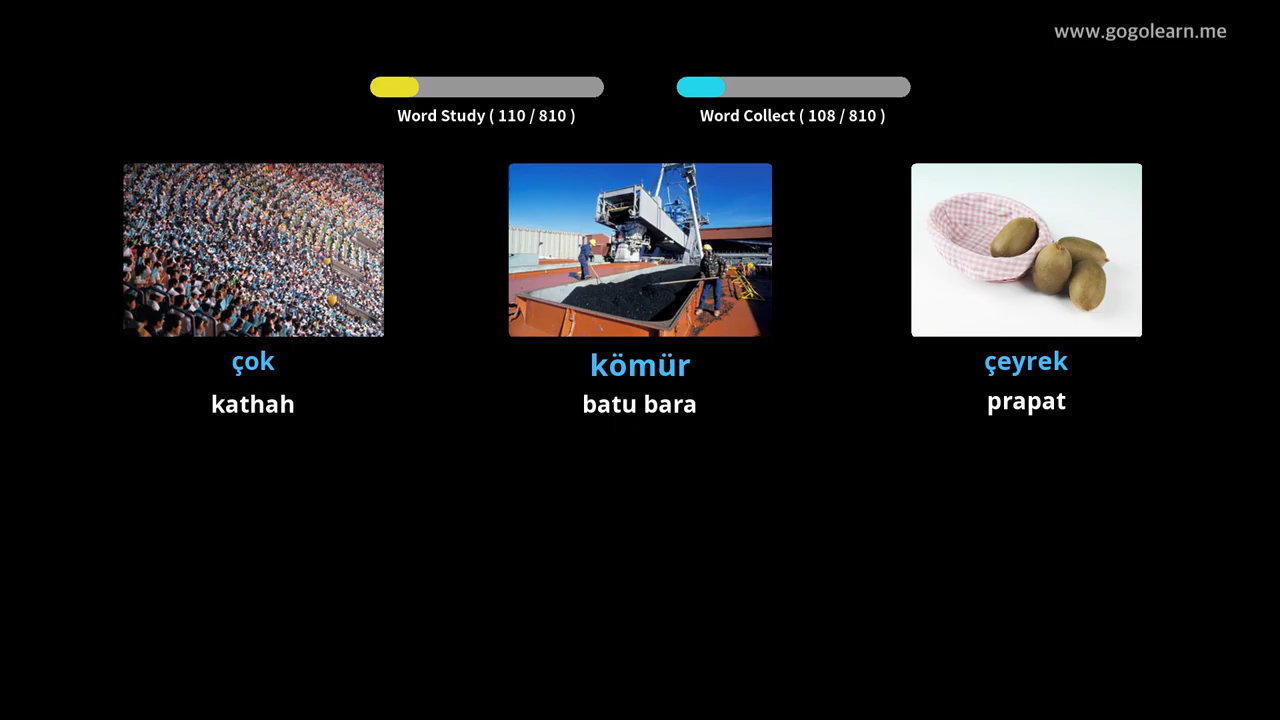 www.gogolearn.me
Word Study ( 110 / 810 )
Word Collect ( 108 / 810 )
çok
kömür
çeyrek
kathah
batu bara
prapat